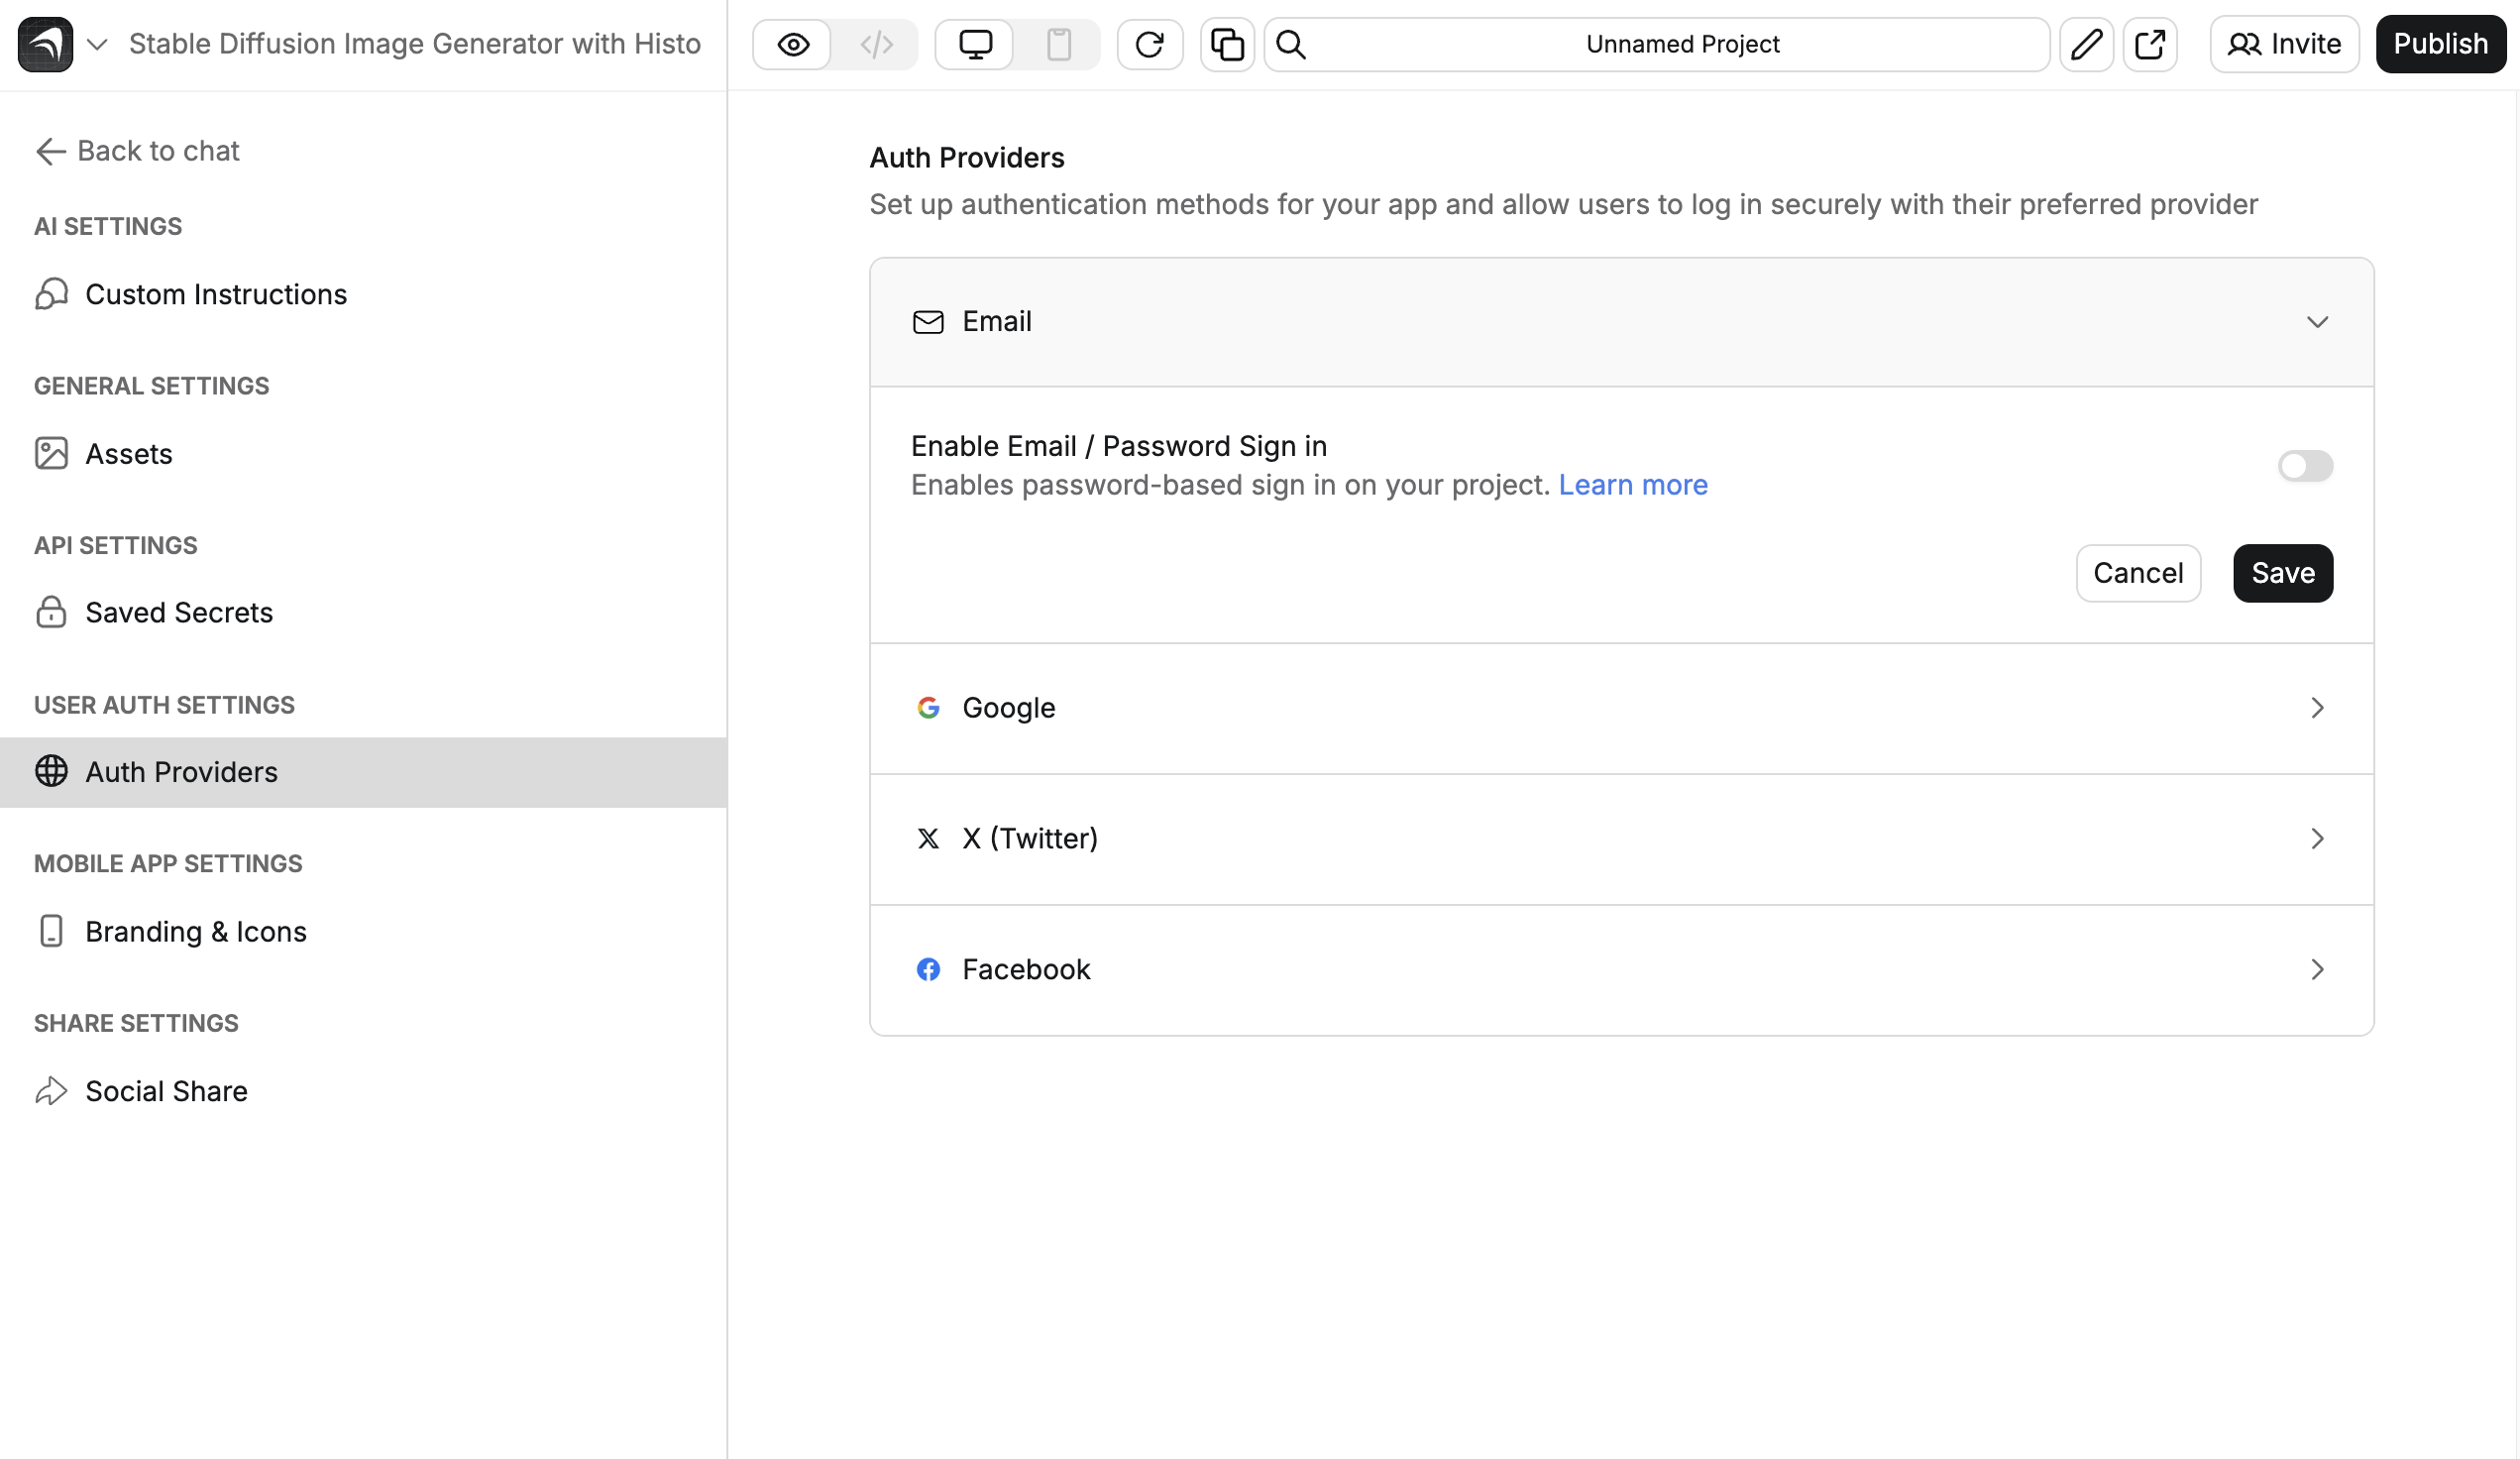 Stable Diffusion Image Generator with Histo
Unnamed Project
Invite
Publish
Back to chat
AI SETTINGS
Custom Instructions
GENERAL SETTINGS
Assets
API SETTINGS
Saved Secrets
USER AUTH SETTINGS
Auth Providers
MOBILE APP SETTINGS
Branding & Icons
SHARE SETTINGS
Social Share
Auth Providers
Set up authentication methods for your app and allow users to log in securely with their preferred provider
Email
Enable Email / Password Sign in
Enables password-based sign in on your project. Learn more
Cancel
Save
Google
X (Twitter)
Facebook